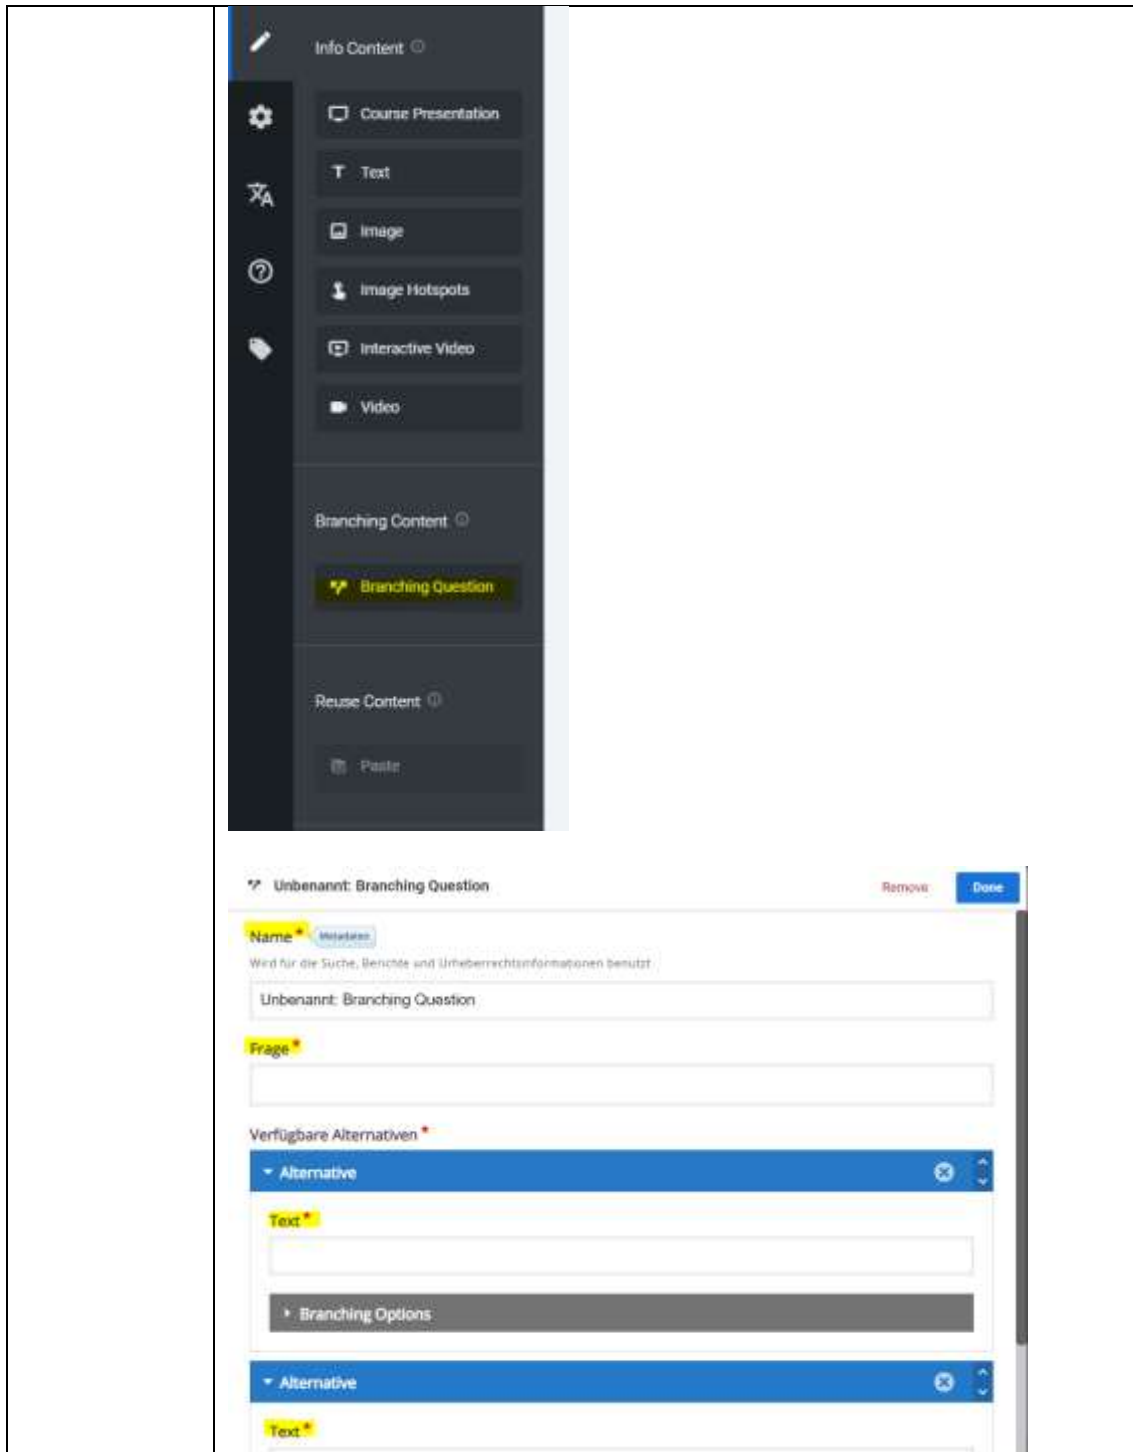 Info Content
Course Presentation
Text
Image
Image Hotspots
Interactive Video
Video
Branching Content
Branching Question
Reuse Content
Paste
Unbenannt: Branching Question
Remove
Done
Name *
Metadaten
Wird für die Suche, Berichte und Urheberrechtsinformationen benutzt
Unbenannt: Branching Question
Frage *
Verfügbare Alternativen *
Alternative
Text *
Branching Options
Alternative
Text *